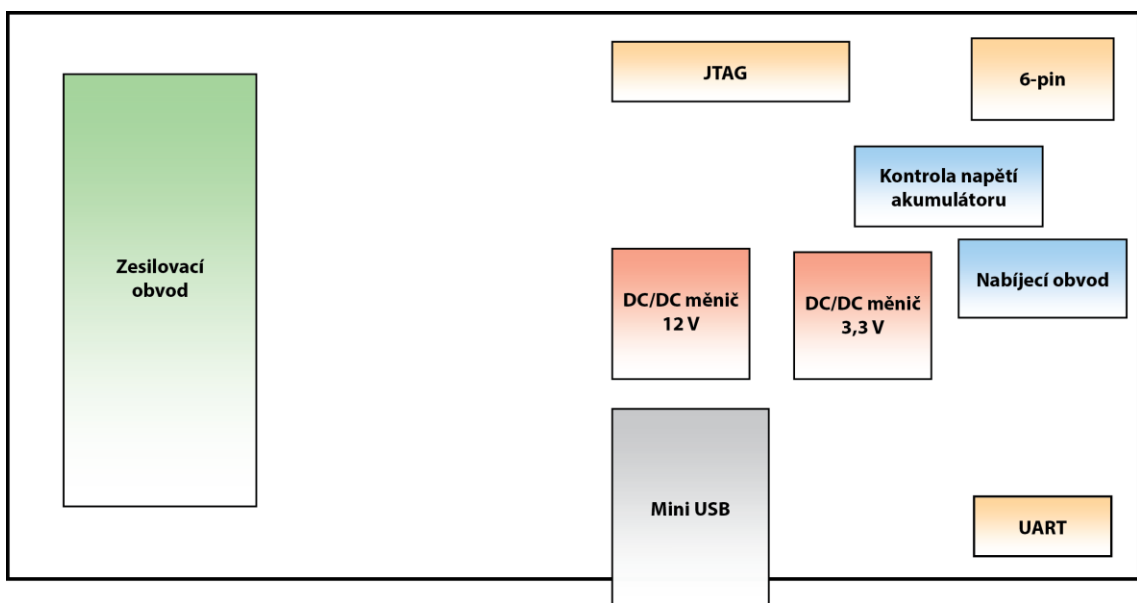 JTAG
6-pin
Kontrola napětí
akumulátoru
Zesilovací
obvod
DC/DC měnič
12 V
DC/DC měnič
3,3 V
Nabíjecí obvod
Mini USB
UART